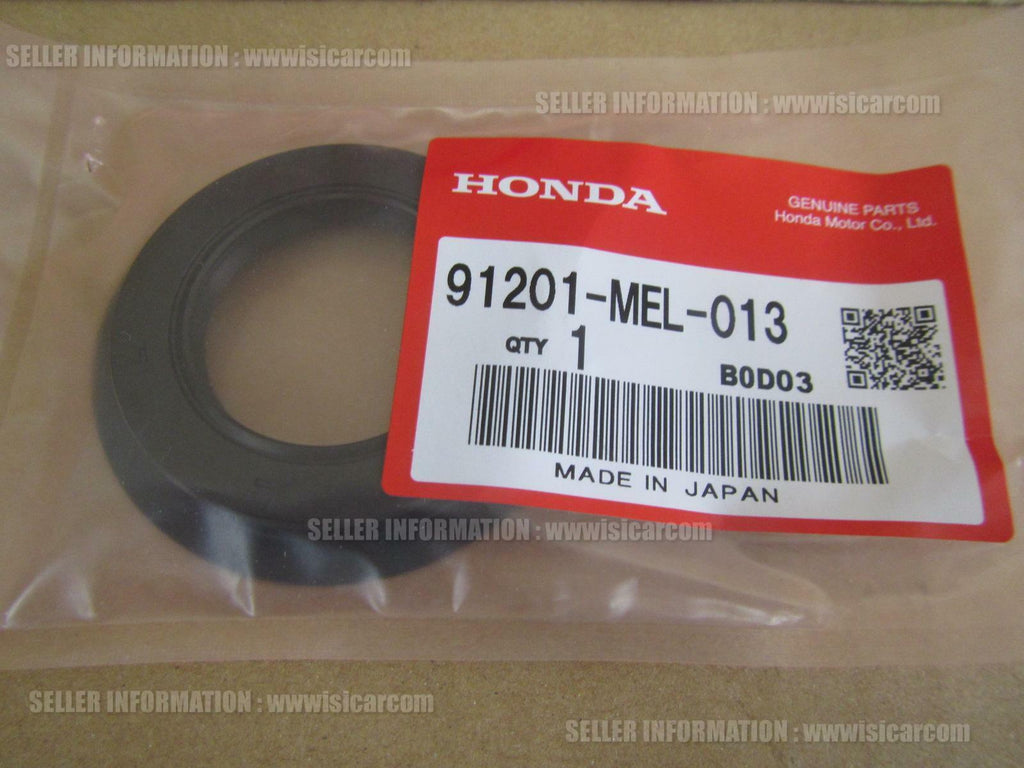 SELLER INFORMATION : wwwisicarcom
SELLER INFORMATION : wwwisicarcom
HONDA
GENUINE PARTS
Honda Motor Co., Ltd.
91201-MEL-013
QTY 1
B0D03
MADE IN JAPAN
SELLER INFORMATION : wwwisicarcom
SELLER INFORMATION : wwwisicarcom
SELLER INFORMATION : wwwisicarcom